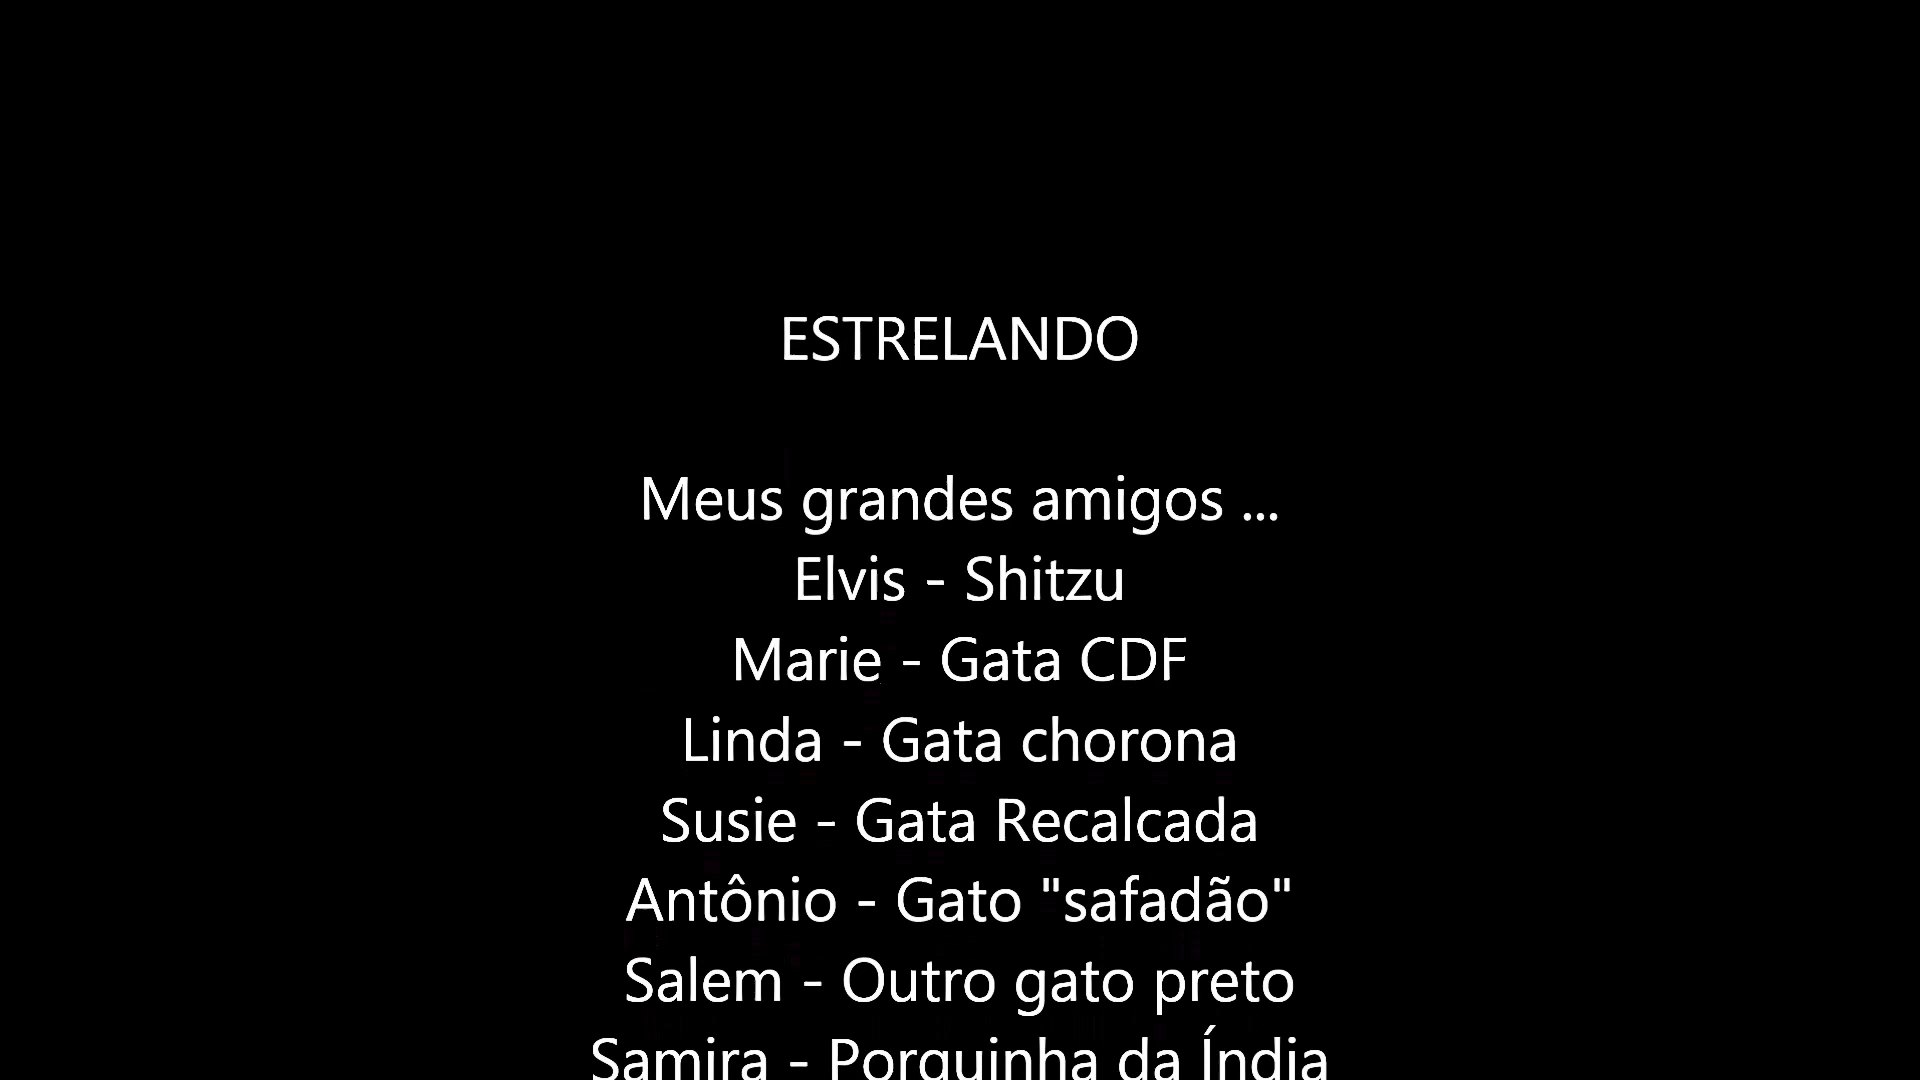 ESTRELANDO
Meus grandes amigos ...
Elvis - Shitzu
Marie - Gata CDF
Linda - Gata chorona
Susie - Gata Recalcada
Antônio - Gato "safadão"
Salem - Outro gato preto
Samira - Porquinha da Índia